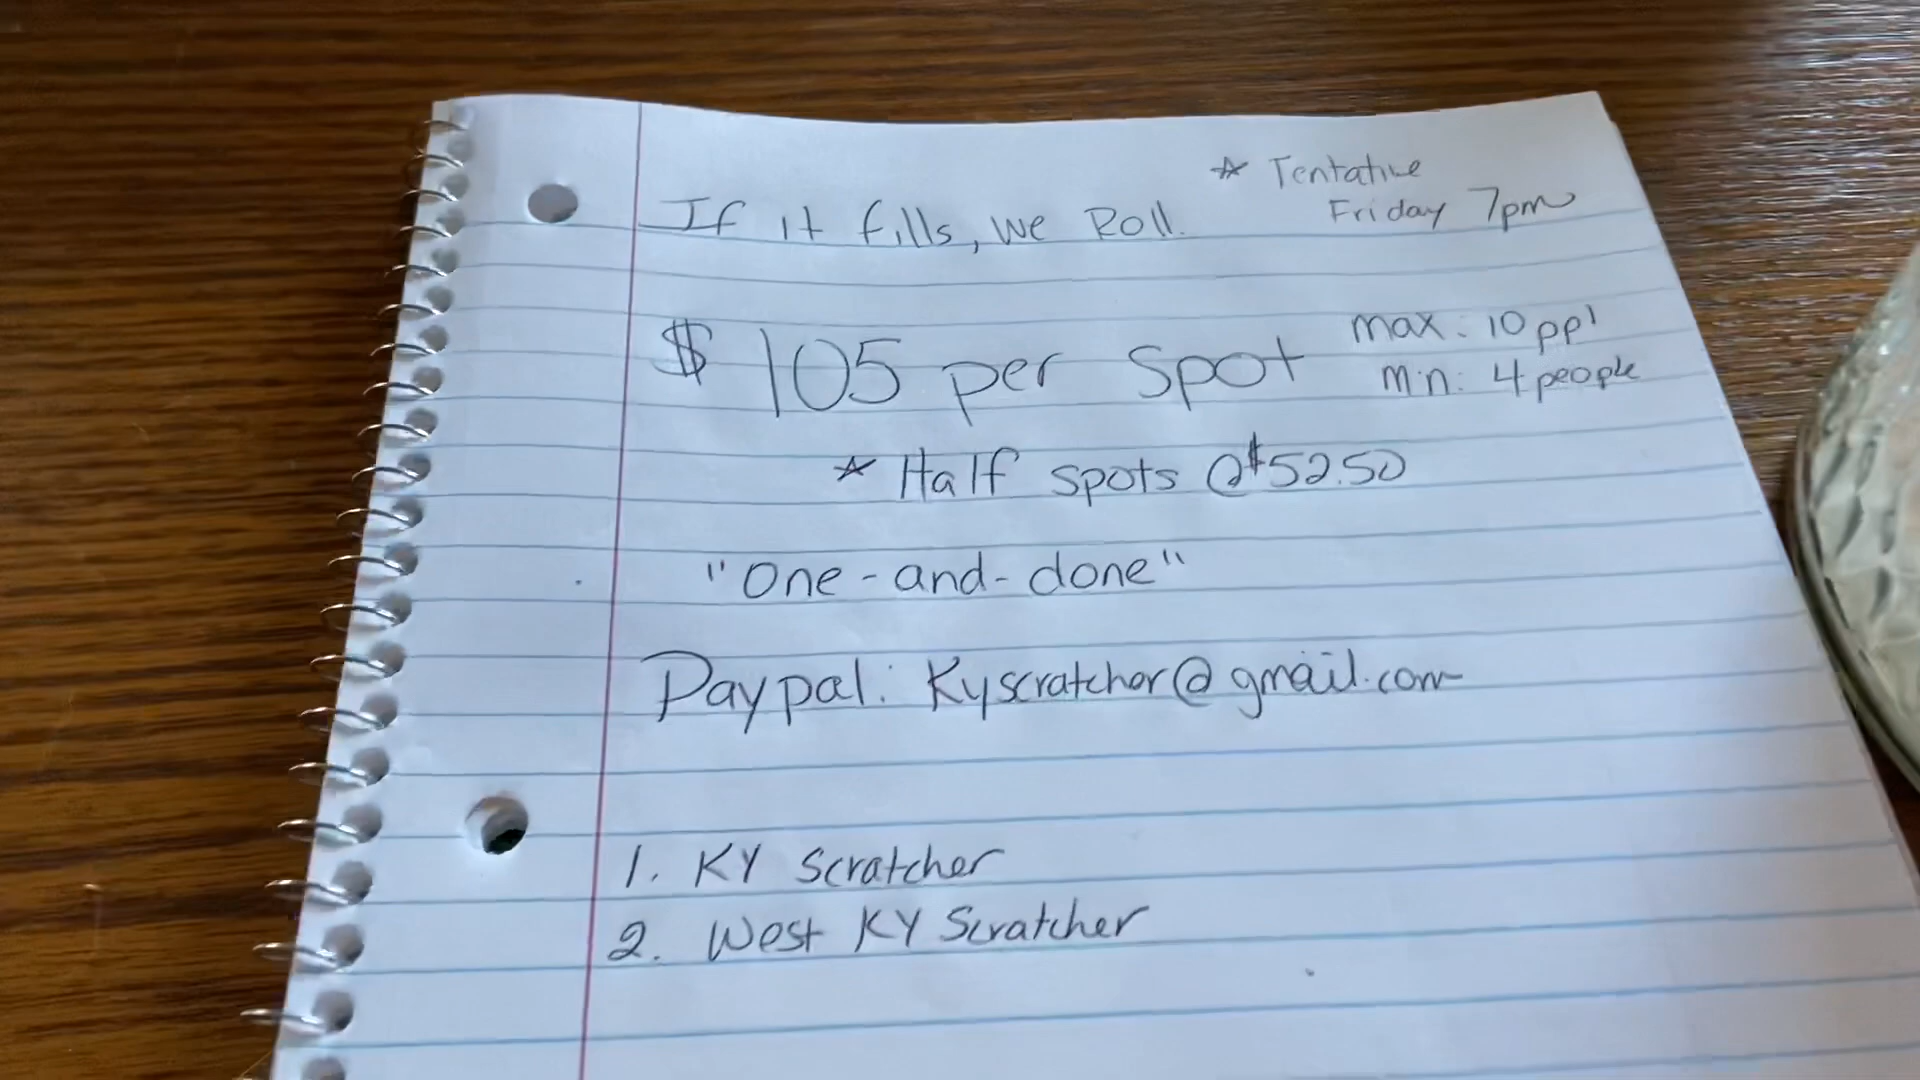 ☆ Tentative
If it fills, we Roll. Friday 7pm
$105 per Spot max: 10 ppl
min: 4 people
☆ Half spots @ $52.50
"One-and-done"
Paypal: Kyscratcher@gmail.com
1. KY Scratcher
2. West KY Scratcher